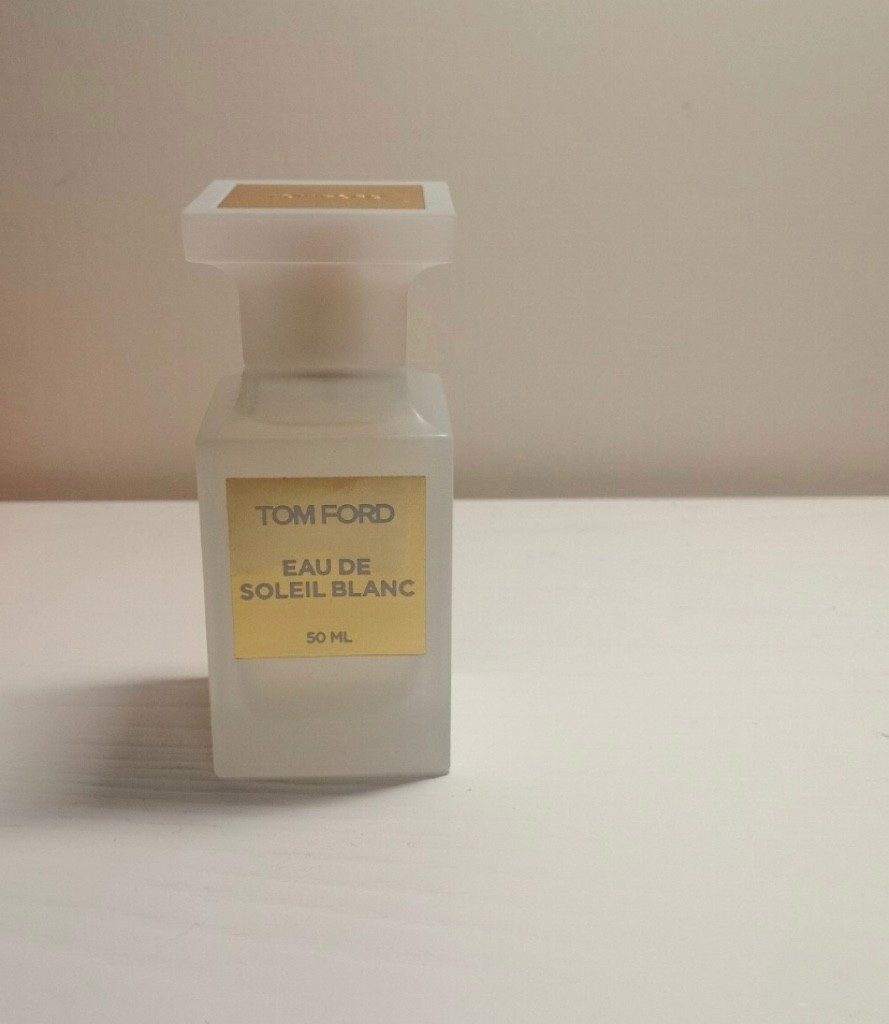 TOM FORD
EAU DE
SOLEIL BLANC
50 ML